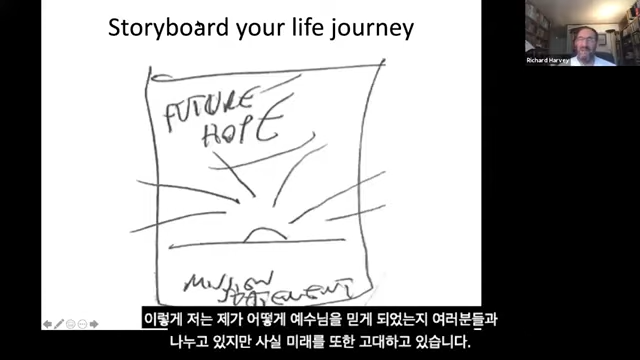 Storyboard your life journey
Richard Harvey
FUTURE
HOPE
MISSION
STATEMENT
이렇게 저는 제가 어떻게 예수님을 믿게 되었는지 여러분들과
나누고 있지만 사실 미래를 또한 고대하고 있습니다.